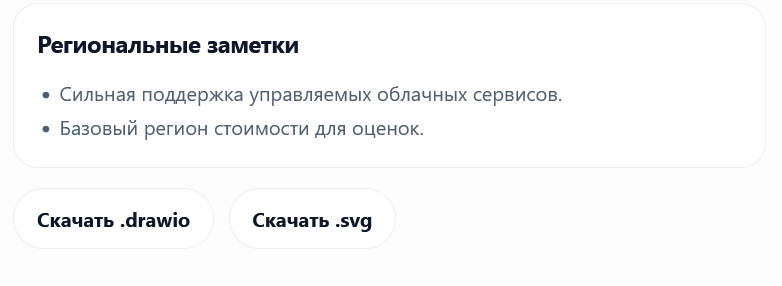 Региональные заметки
Сильная поддержка управляемых облачных сервисов.
Базовый регион стоимости для оценок.
Скачать .drawio
Скачать .svg